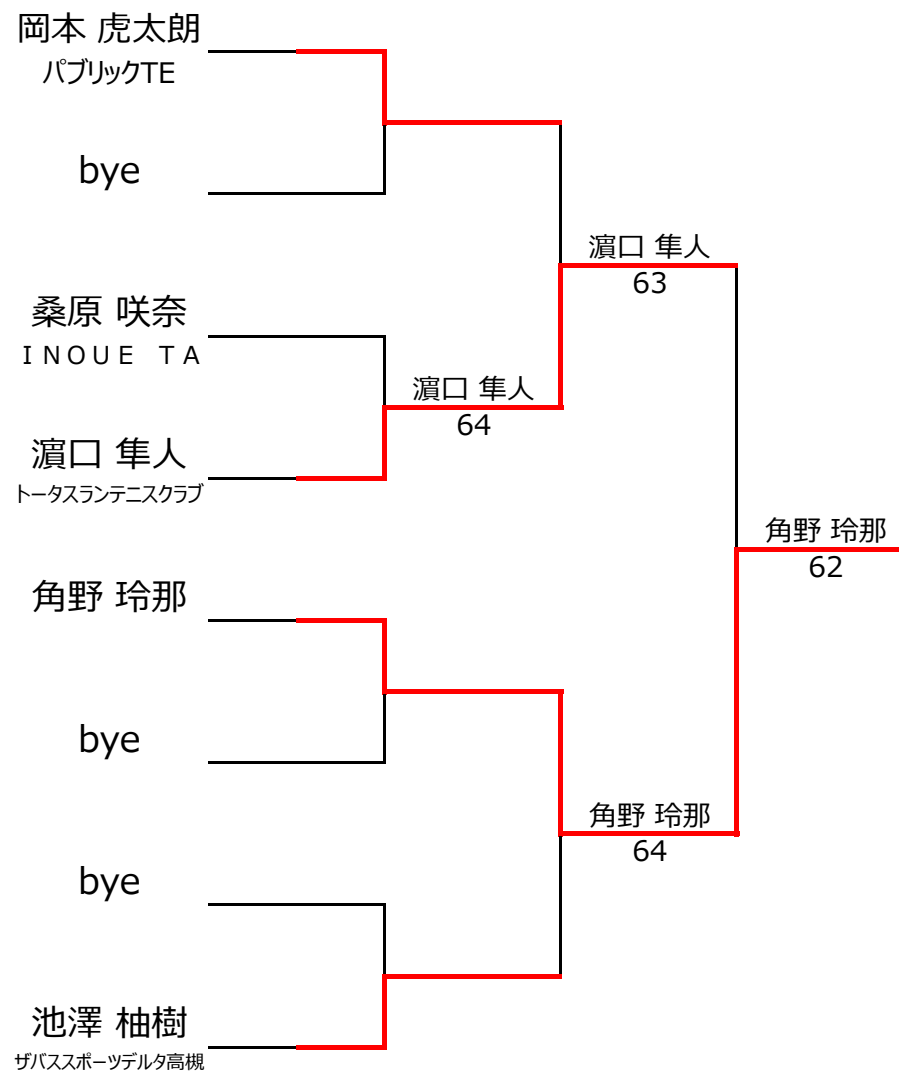 岡本 虎太朗
パブリックTE
bye
濵口 隼人
63
桑原 咲奈
ＩＮＯＵＥ　ＴＡ
濵口 隼人
64
濵口 隼人
トータスランテニスクラブ
角野 玲那
62
角野 玲那
bye
角野 玲那
64
bye
池澤 柚樹
ザバススポーツデルタ高槻